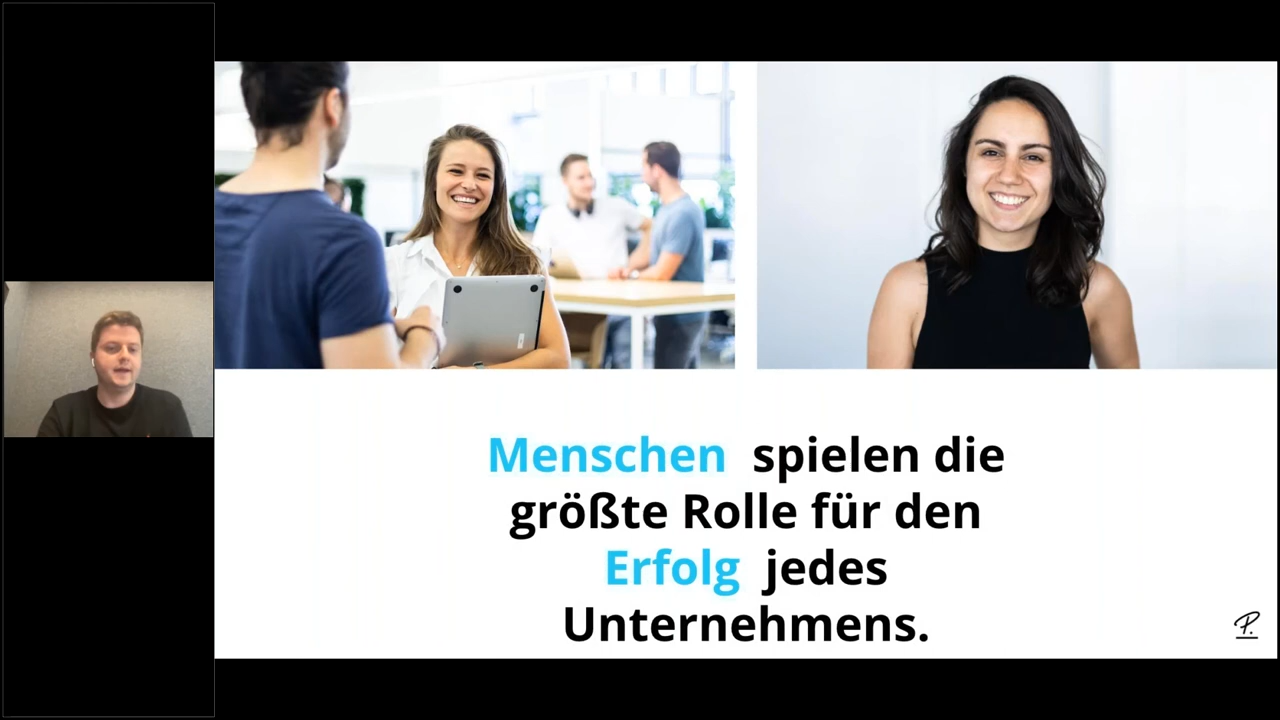 Menschen spielen die
größte Rolle für den
Erfolg jedes
Unternehmens.
P.